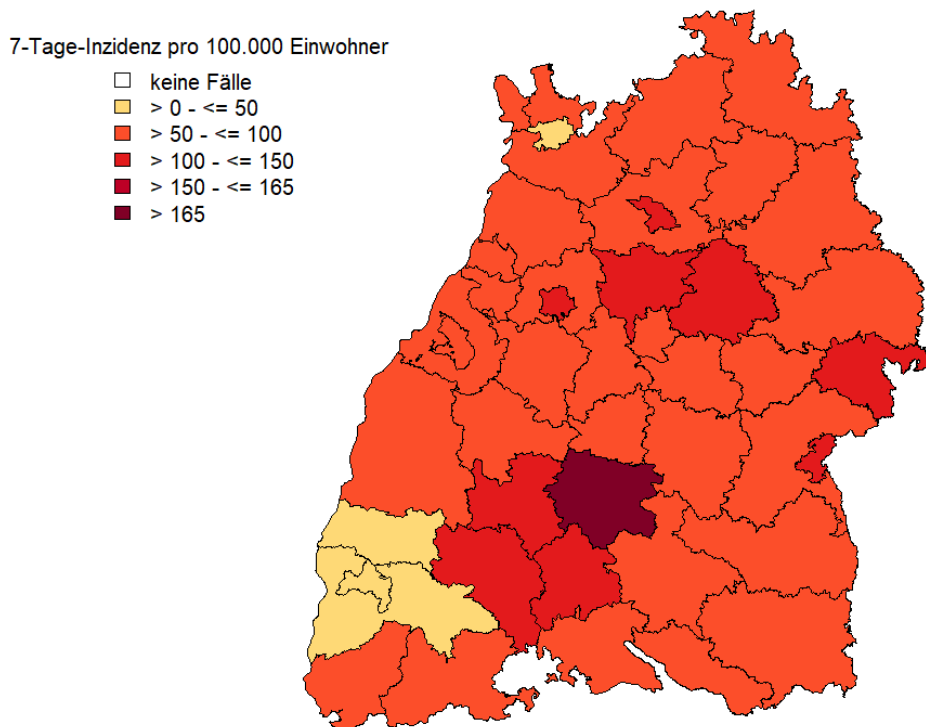 7-Tage-Inzidenz pro 100.000 Einwohner
keine Fälle
> 0 - <= 50
> 50 - <= 100
> 100 - <= 150
> 150 - <= 165
> 165